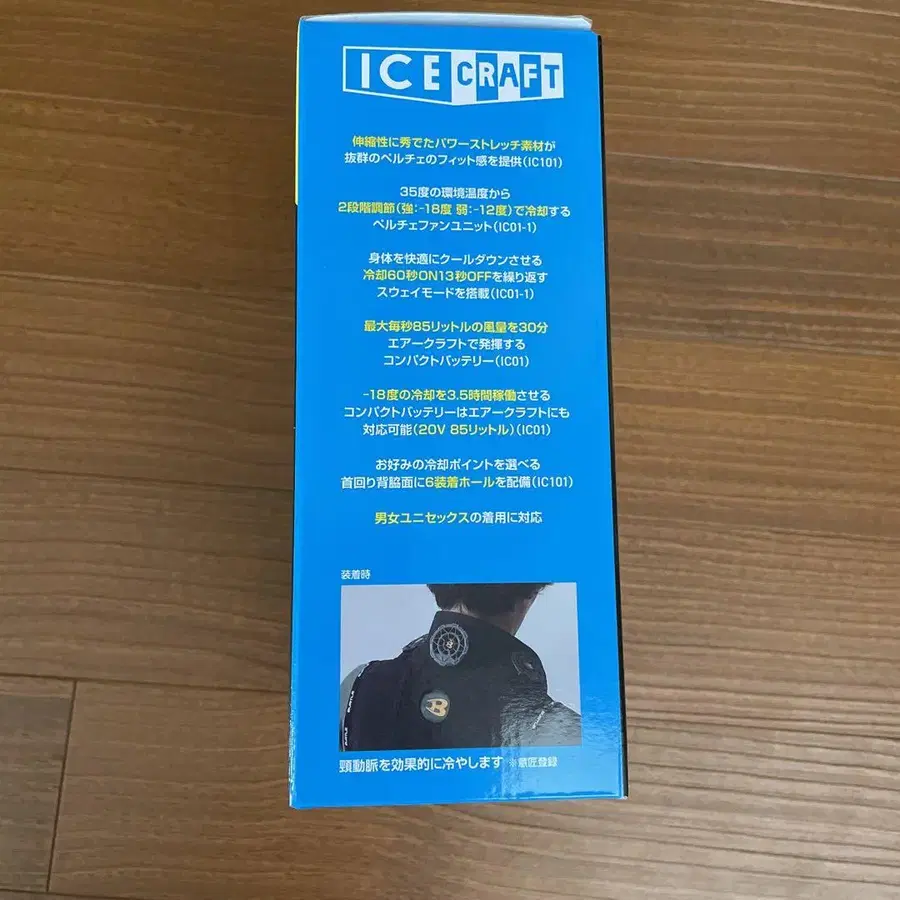 ICE CRAFT
伸縮性に秀でたパワーストレッチ素材が
抜群のペルチェのフィット感を提供(IC101)
35度の環境温度から
2段階調節(強:-18度 弱:-12度)で冷却する
ペルチェファンユニット(IC01-1)
身体を快適にクールダウンさせる
冷却60秒ON13秒OFFを繰り返す
スウェイモードを搭載(IC01-1)
最大毎秒85リットルの風量を30分
エアークラフトで発揮する
コンパクトバッテリー(IC01)
-18度の冷却を3.5時間稼働させる
コンパクトバッテリーはエアークラフトにも
対応可能(20V 85リットル)(IC01)
お好みの冷却ポイントを選べる
首回り背脇面に6装着ホールを配備(IC101)
男女ユニセックスの着用に対応
装着時
B
頸動脈を効果的に冷やします ※意匠登録